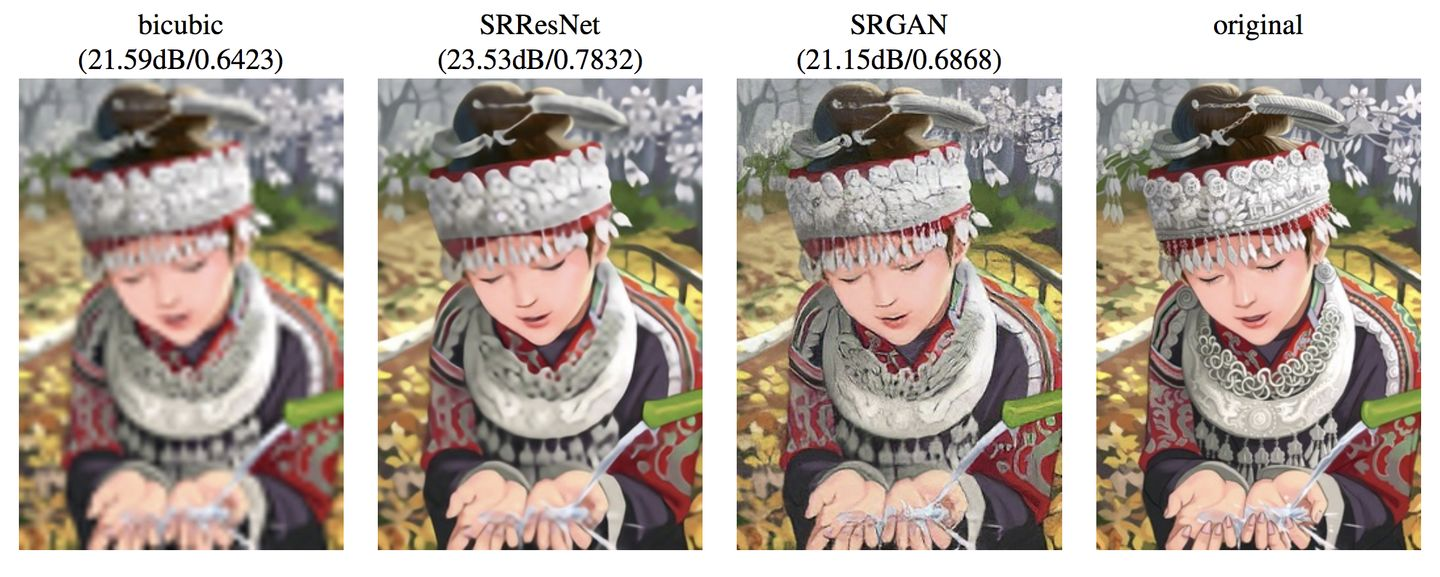 bicubic
(21.59dB/0.6423)
SRResNet
(23.53dB/0.7832)
SRGAN
(21.15dB/0.6868)
original